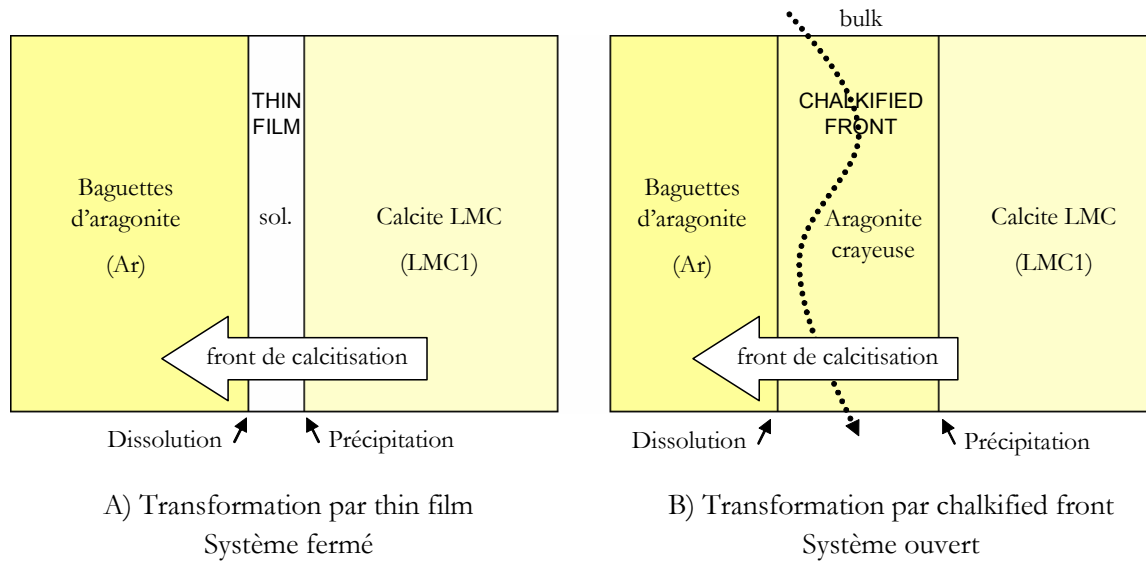 THIN
FILM
Baguettes
d'aragonite
(Ar)
sol.
Calcite LMC
(LMC1)
front de calcitisation
Dissolution
Précipitation
A) Transformation par thin film
Système fermé
bulk
CHALKIFIED
FRONT
Baguettes
d'aragonite
(Ar)
Aragonite
crayeuse
Calcite LMC
(LMC1)
front de calcitisation
Dissolution
Précipitation
B) Transformation par chalkified front
Système ouvert